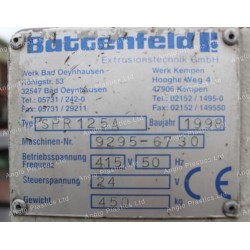 Battenfeld
Extrusionstechnik GmbH
Werk Bad Oeynhausen Werk Kempen
Königstr. 53 Hooghe Weg 4
32547 Bad Oeynhausen 47906 Kempen
Tel. 05731 / 242-0 Tel. 02152 / 1495-0
Fax 05731 / 29211 Fax 02152 / 149550
Typ SPR125A Baujahr 1998
Maschinen-Nr. 9295-6730
Betriebsspannung Frequenz 415 V 50 Hz
Steuerspannung 24 V
Gewicht 450 kg
CE